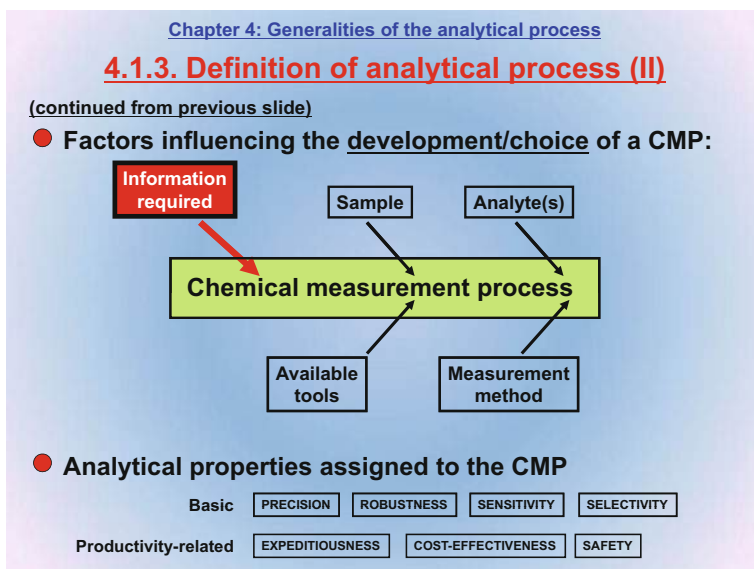 Chapter 4: Generalities of the analytical process
4.1.3. Definition of analytical process (II)
(continued from previous slide)
Factors influencing the development/choice of a CMP:
Information
required
Sample
Analyte(s)
Chemical measurement process
Available
tools
Measurement
method
Analytical properties assigned to the CMP
Basic PRECISION ROBUSTNESS SENSITIVITY SELECTIVITY
Productivity-related EXPEDITIOUSNESS COST-EFFECTIVENESS SAFETY